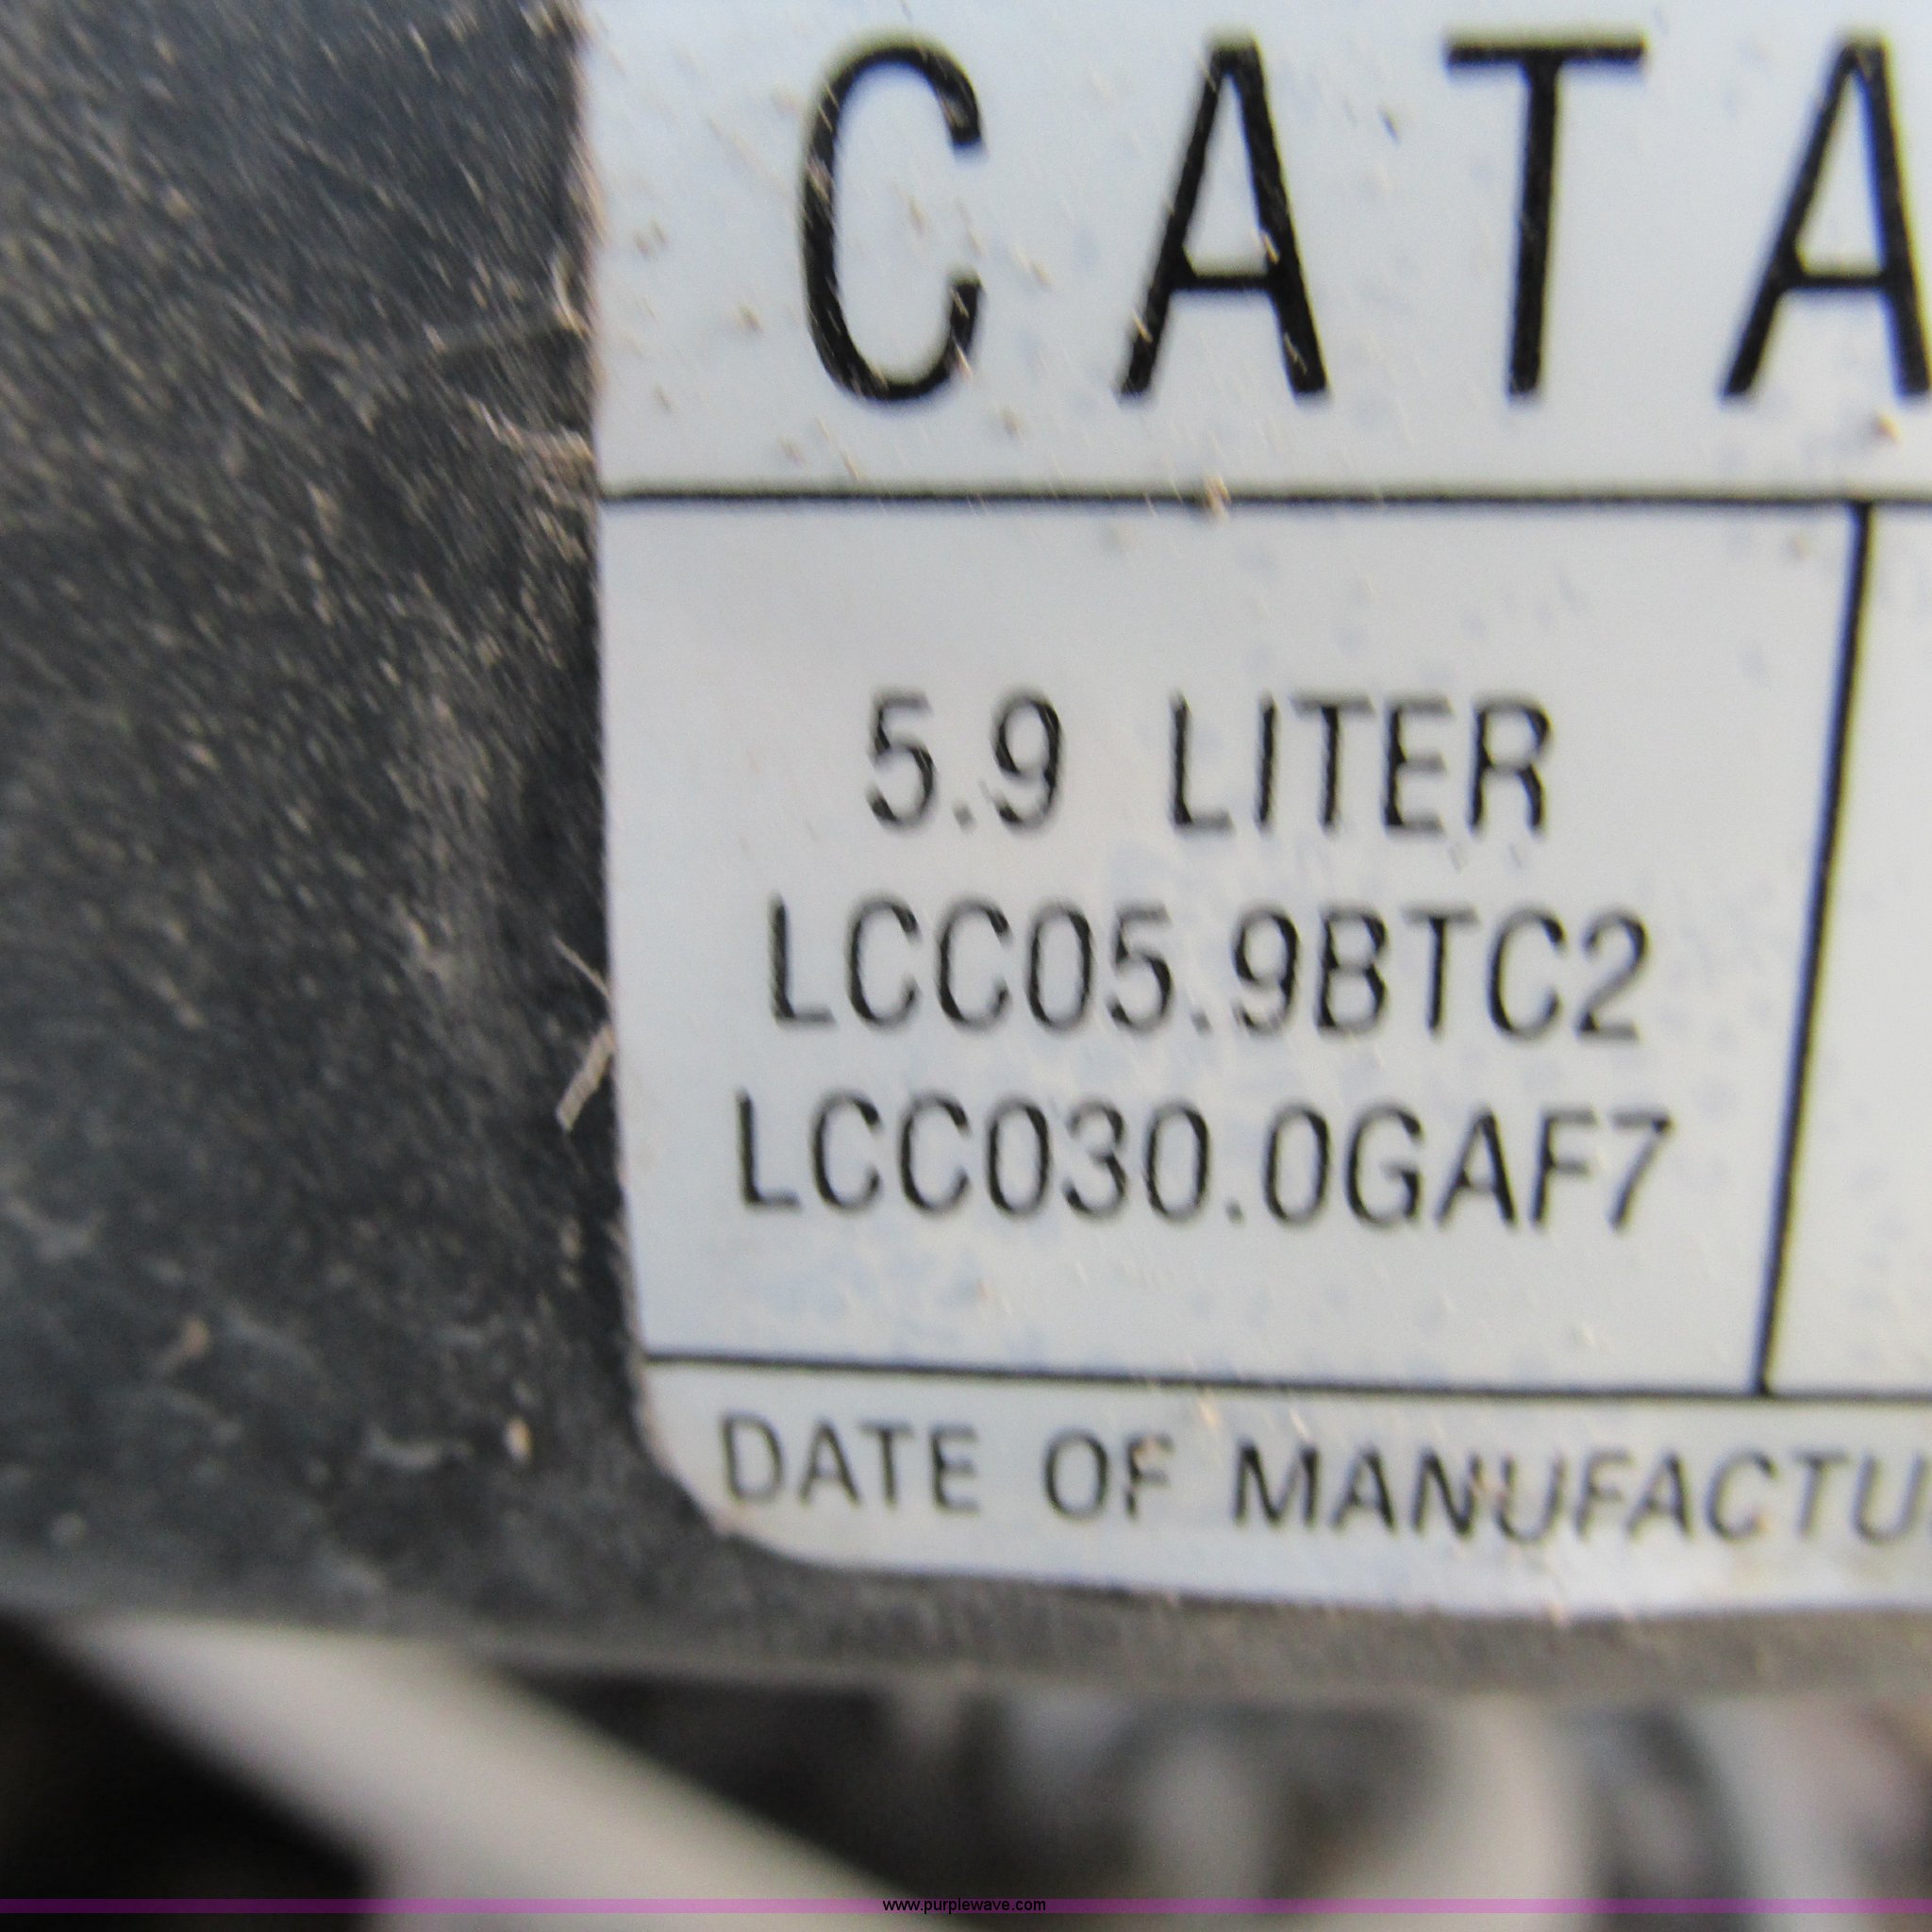 CATA
5.9 LITER
LCC05.9BTC2
LCC030.0GAF7
DATE OF MANUFACTU
www.purplewave.com